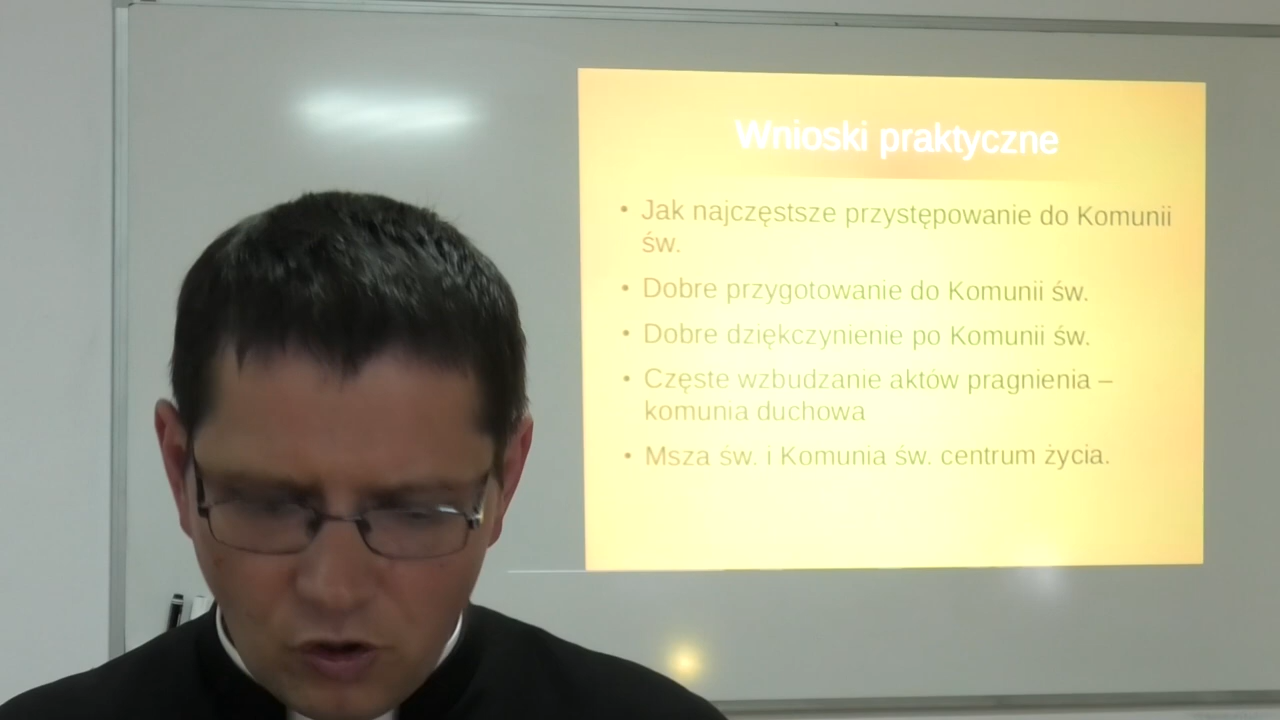 Wnioski praktyczne
• Jak najczęstsze przystępowanie do Komunii
św.
• Dobre przygotowanie do Komunii św.
• Dobre dziękczynienie po Komunii św.
• Częste wzbudzanie aktów pragnienia –
komunia duchowa
• Msza św. i Komunia św. centrum życia.